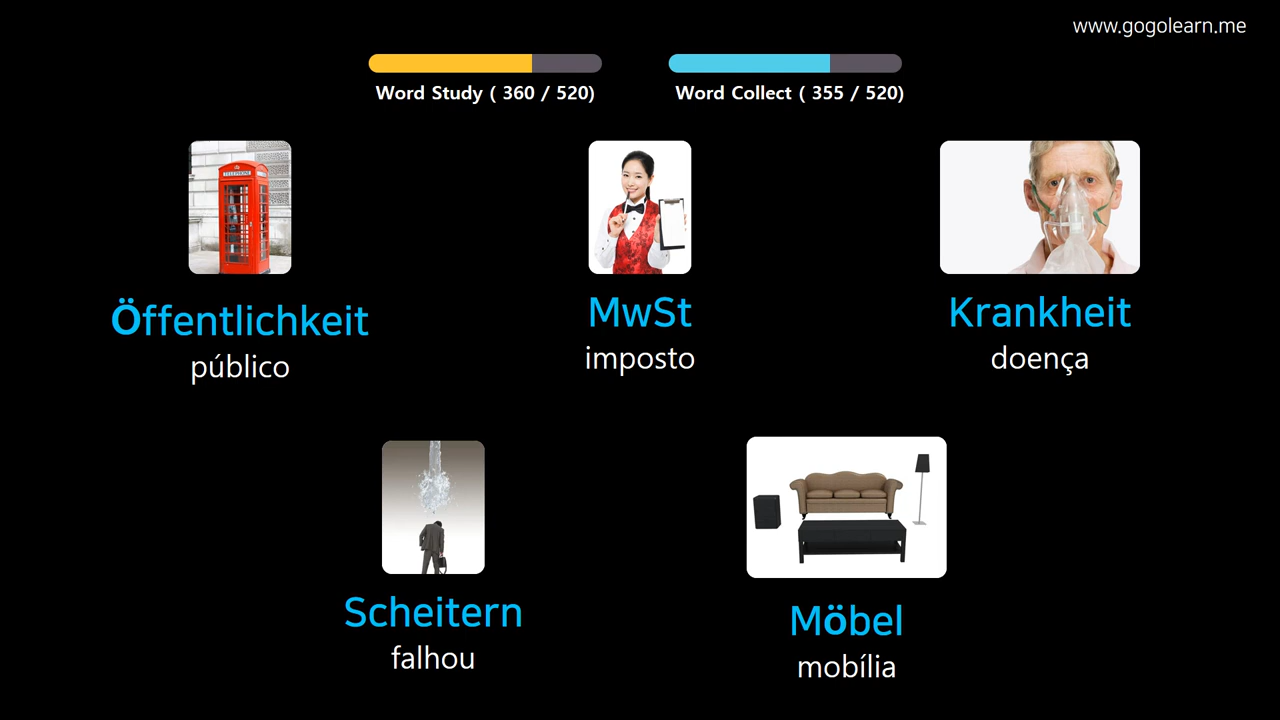 www.gogolearn.me
Word Study ( 360 / 520)
Word Collect ( 355 / 520)
TELEPHONE
Öffentlichkeit
público
MwSt
imposto
Krankheit
doença
Scheitern
falhou
Möbel
mobília